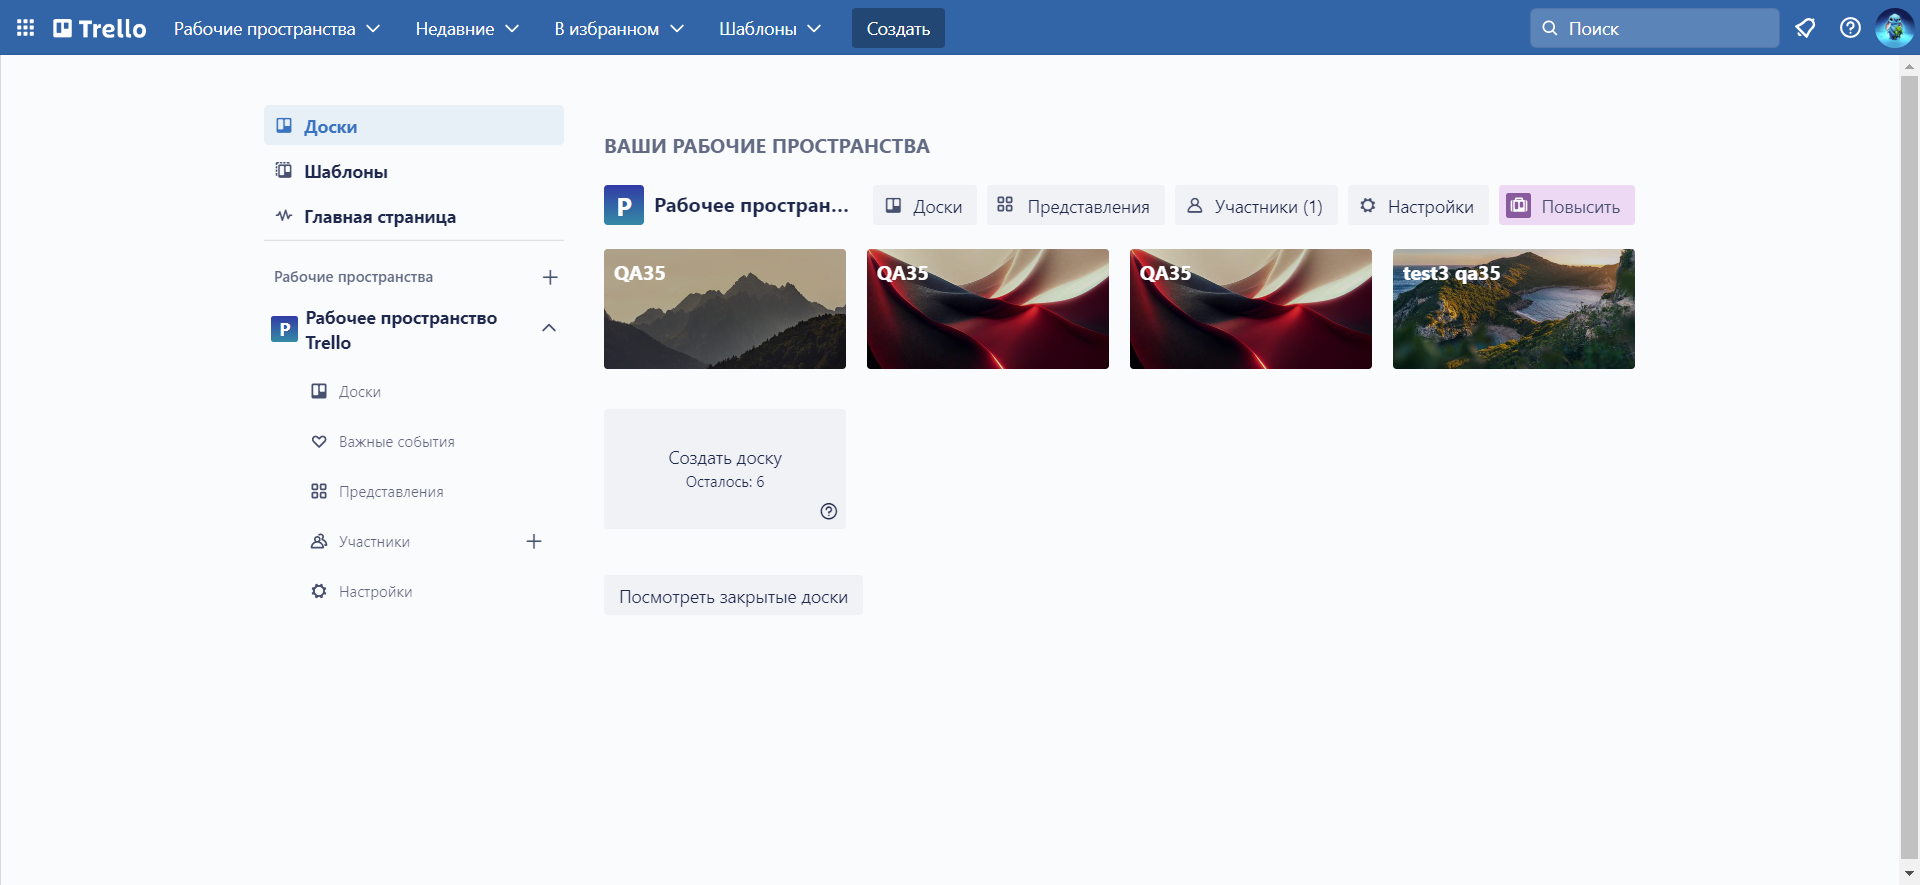 Trello
Рабочие пространства
Недавние
В избранном
Шаблоны
Создать
Поиск
Доски
Шаблоны
Главная страница
Рабочие пространства
Р
Рабочее пространство
Trello
Доски
Важные события
Представления
Участники
Настройки
ВАШИ РАБОЧИЕ ПРОСТРАНСТВА
Р
Рабочее простран...
Доски
Представления
Участники (1)
Настройки
Повысить
QA35
QA35
QA35
test3 qa35
Создать доску
Осталось: 6
Посмотреть закрытые доски